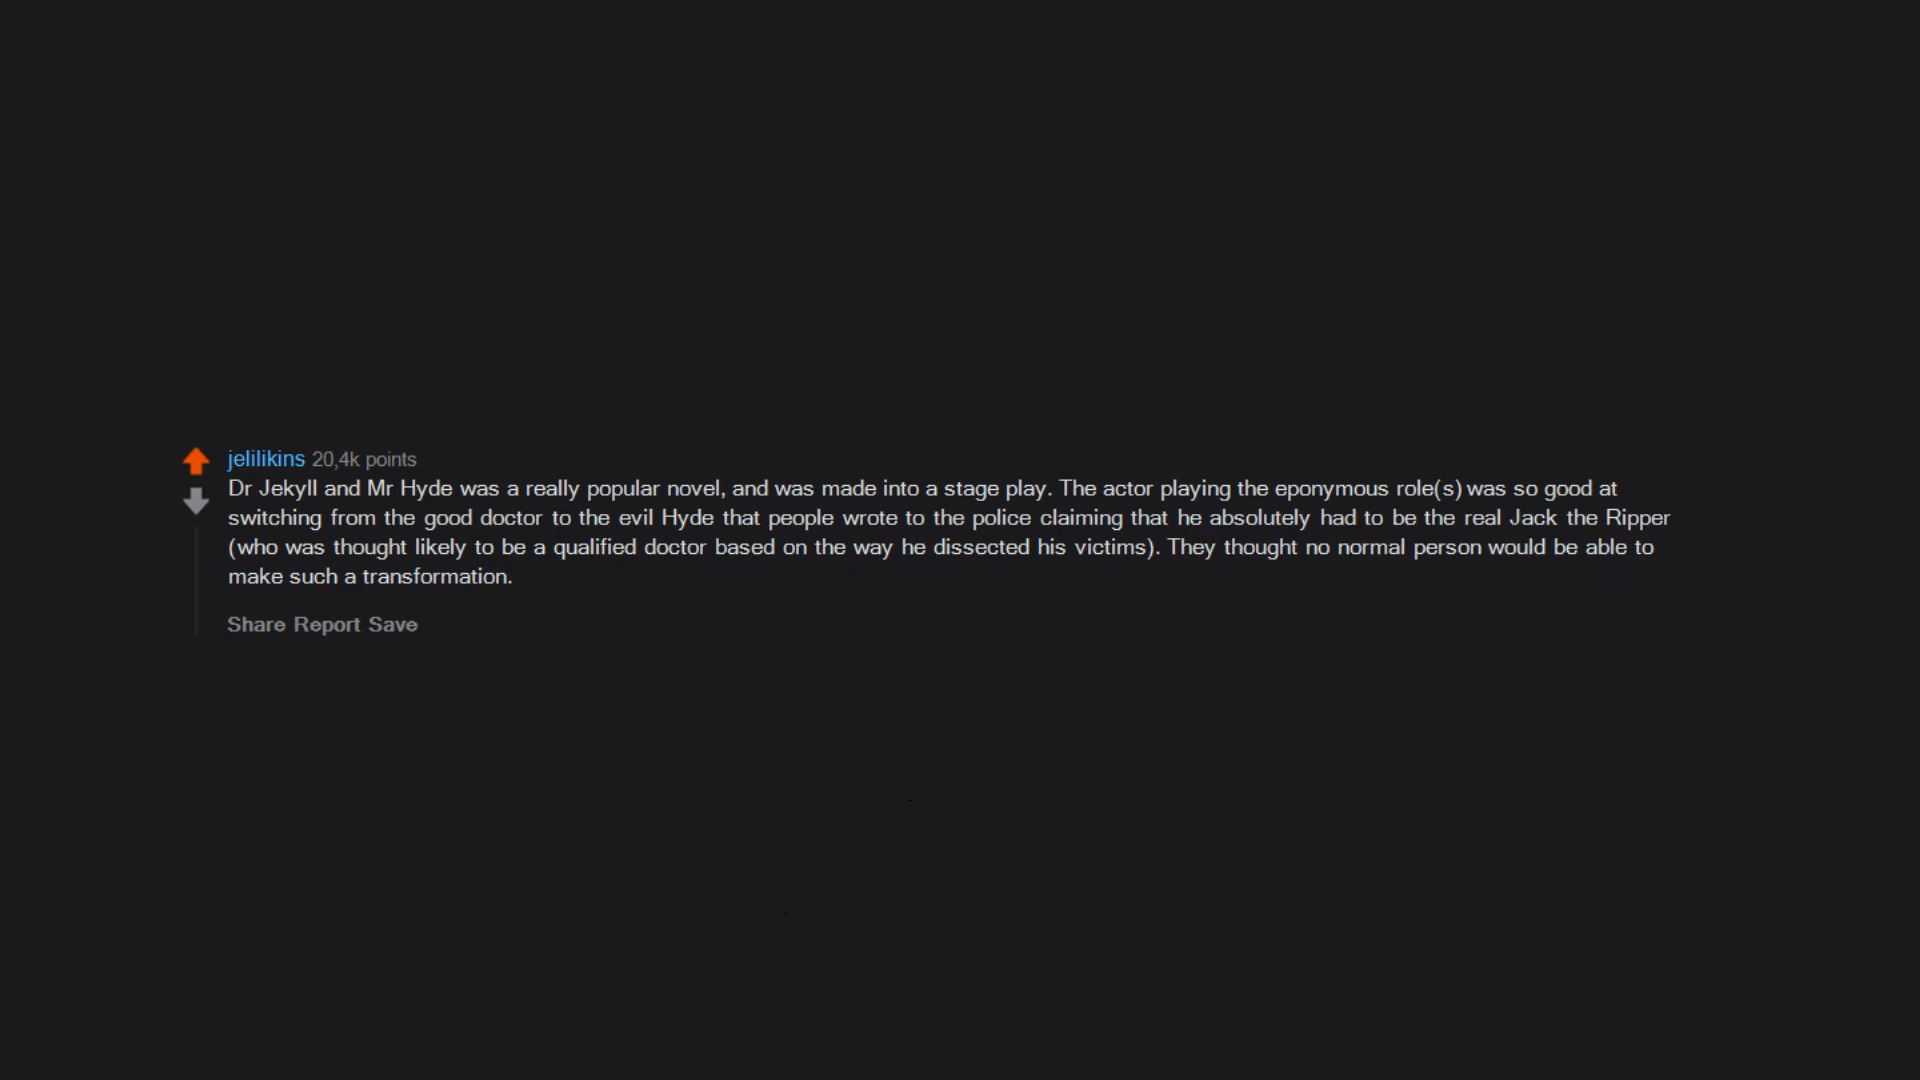 jelilikins 20,4k points
Dr Jekyll and Mr Hyde was a really popular novel, and was made into a stage play. The actor playing the eponymous role(s) was so good at
switching from the good doctor to the evil Hyde that people wrote to the police claiming that he absolutely had to be the real Jack the Ripper
(who was thought likely to be a qualified doctor based on the way he dissected his victims). They thought no normal person would be able to
make such a transformation.
Share Report Save